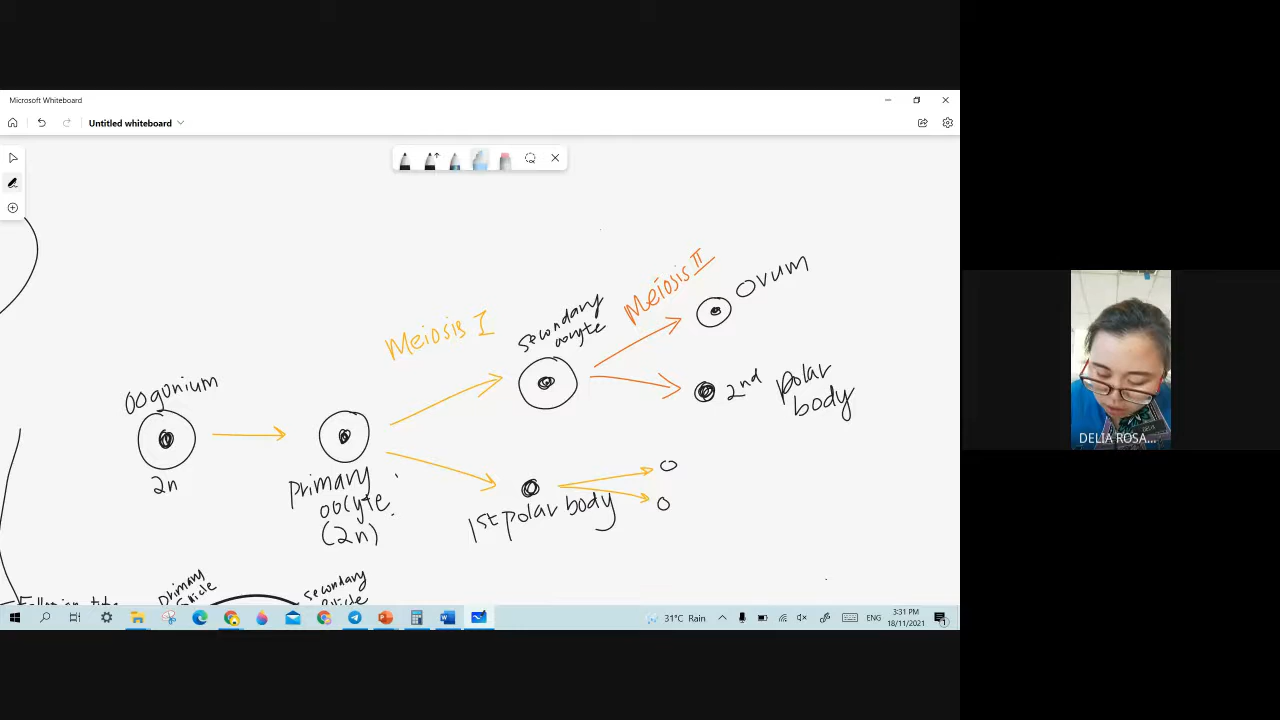 Microsoft Whiteboard
Untitled whiteboard
Meiosis II
ovum
secondary
oocyte
Meiosis I
2nd polar
body
oogonium
2n
primary
oocyte
(2n)
1st polar body
primary
secondary
DELIA ROSA...
31°C Rain
ENG
3:31 PM
18/11/2021
1